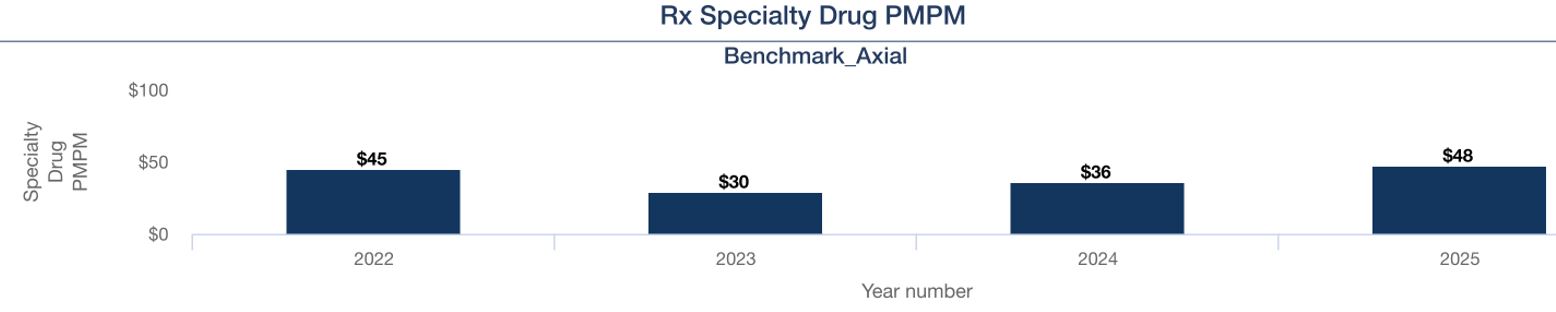 Rx Specialty Drug PMPM
Benchmark_Axial
Specialty
Drug
PMPM
$100
$50
$0
$45
$30
$36
$48
2022
2023
2024
2025
Year number